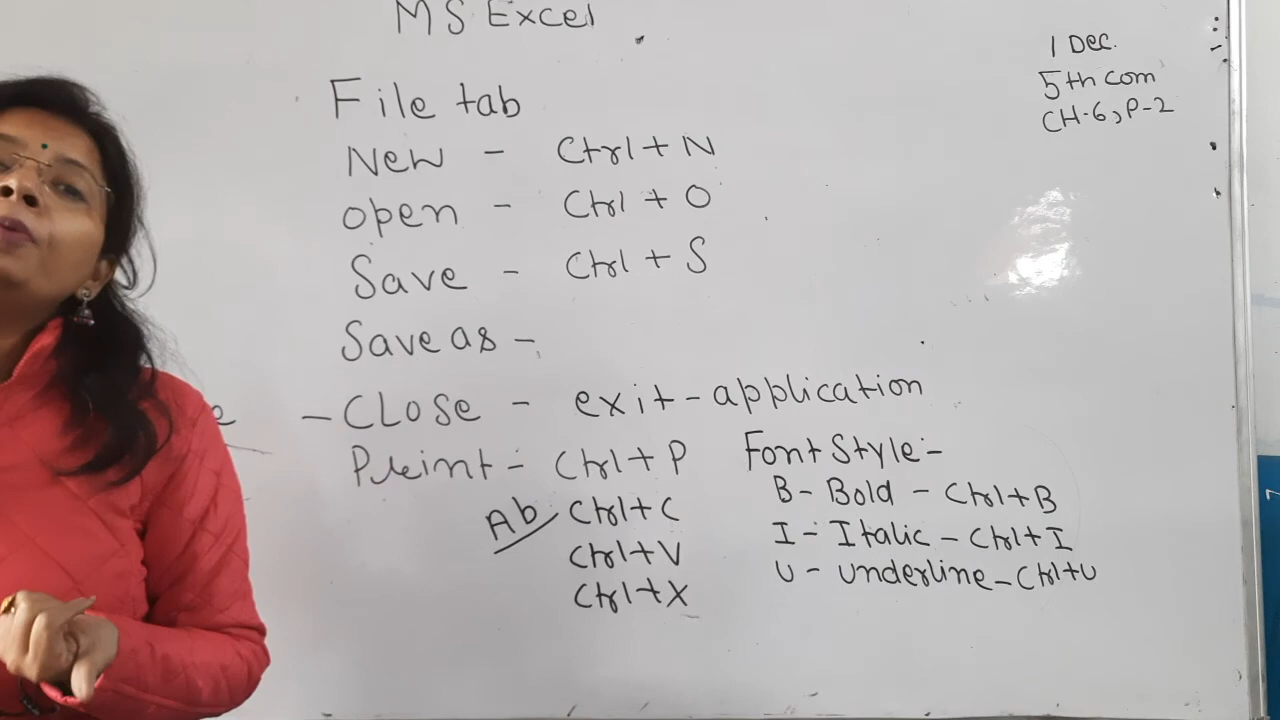 MS Excel
1 Dec.
5th com
CH-6, P-2
File tab
New - Ctrl + N
open - Ctrl + O
Save - Ctrl + S
Save as -
- Close - exit - application
Print - Ctrl + P
Ab Ctrl+C
Ctrl+V
Ctrl+X
Font Style :-
B - Bold - Ctrl+B
I - Italic - Ctrl+I
U - underline - Ctrl+U